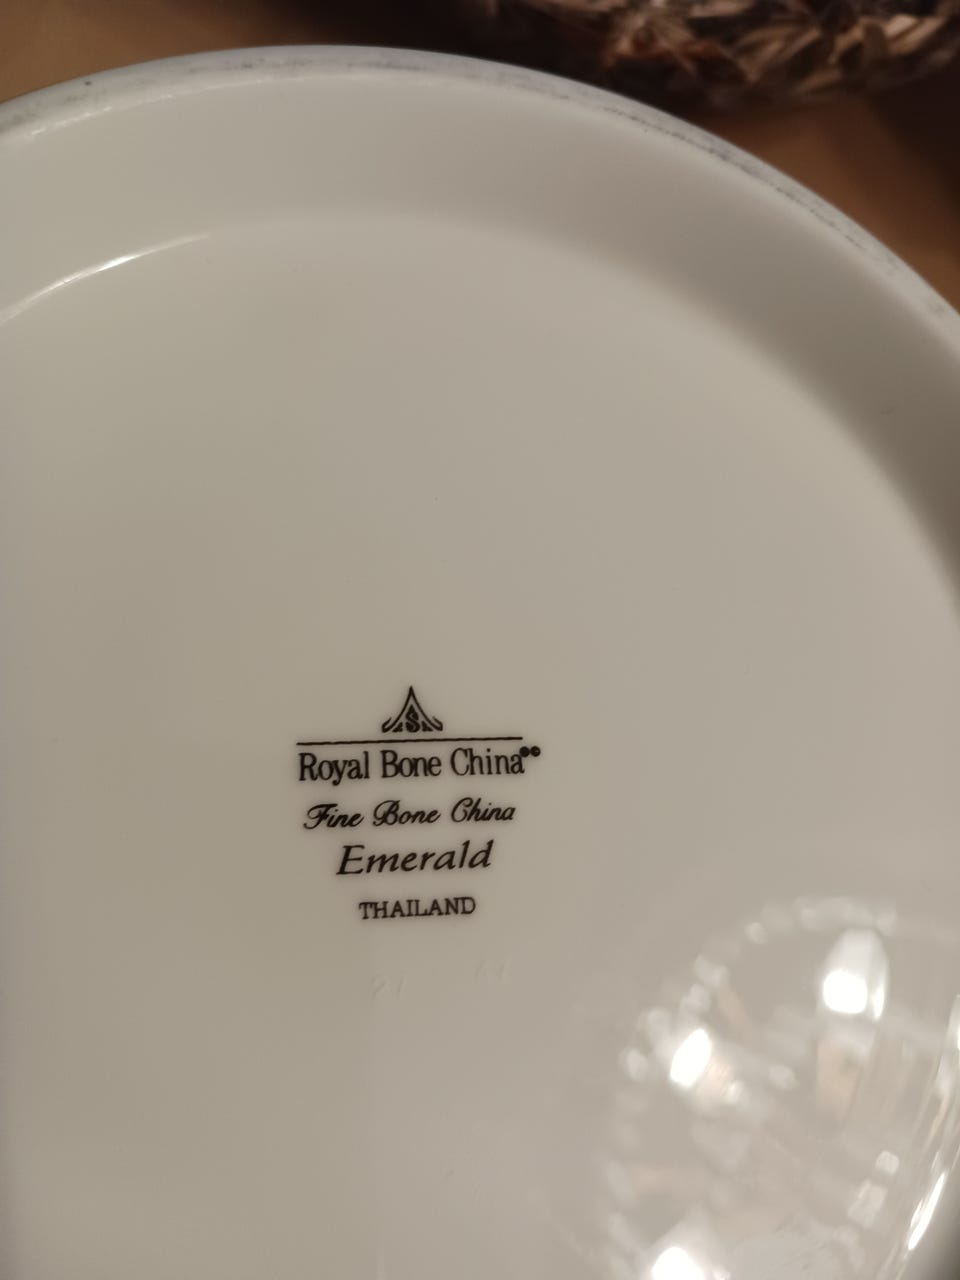 Royal Bone China
Fine Bone China
Emerald
THAILAND